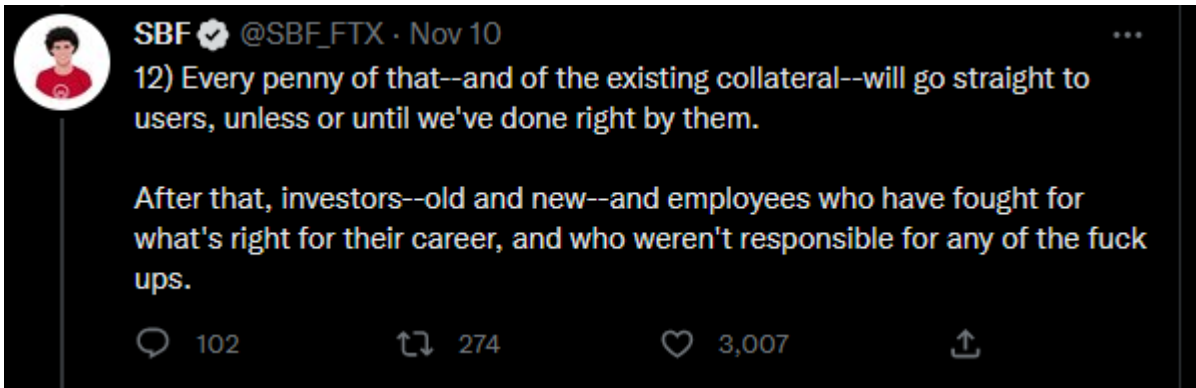 SBF @SBF_FTX · Nov 10
12) Every penny of that--and of the existing collateral--will go straight to
users, unless or until we've done right by them.
After that, investors--old and new--and employees who have fought for
what's right for their career, and who weren't responsible for any of the fuck
ups.
102 274 3,007